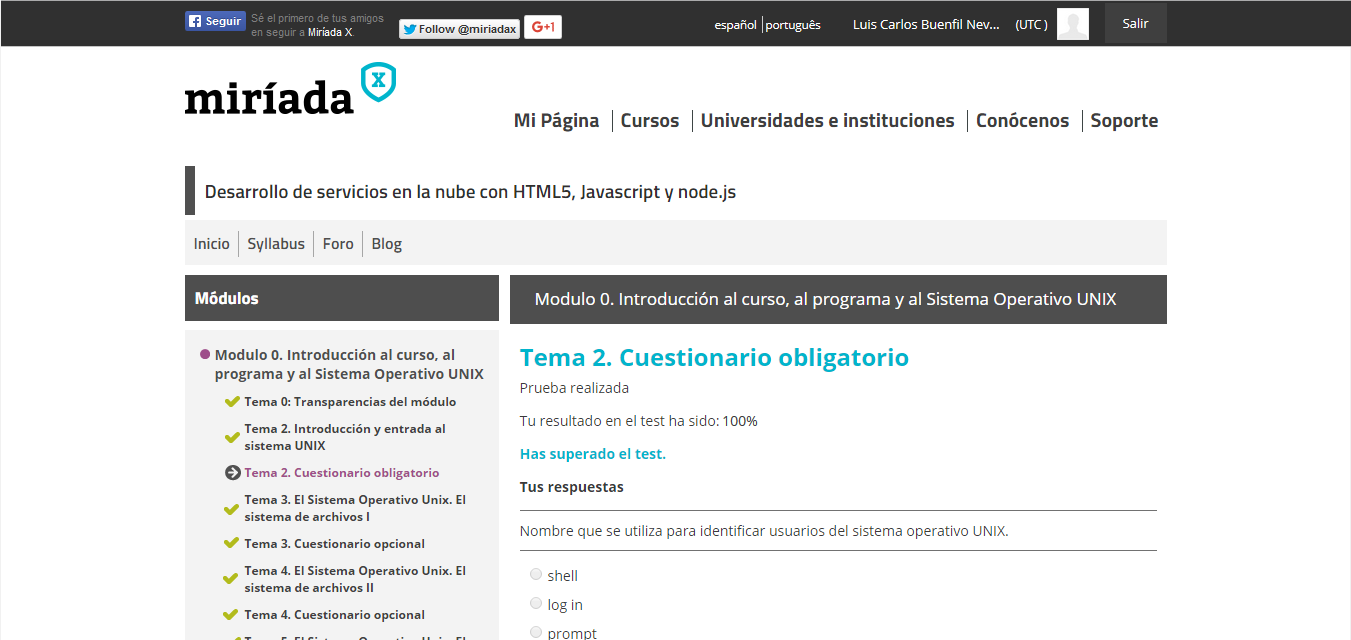 Seguir
Sé el primero de tus amigos
en seguir a Miríada X.
Follow @miriadax
G+1
español | português
Luis Carlos Buenfil Nev... (UTC )
Salir
miríada X
Mi Página | Cursos | Universidades e instituciones | Conócenos | Soporte
Desarrollo de servicios en la nube con HTML5, Javascript y node.js
Inicio | Syllabus | Foro | Blog
Módulos
Modulo 0. Introducción al curso, al
programa y al Sistema Operativo UNIX
Tema 0: Transparencias del módulo
Tema 2. Introducción y entrada al
sistema UNIX
Tema 2. Cuestionario obligatorio
Tema 3. El Sistema Operativo Unix. El
sistema de archivos I
Tema 3. Cuestionario opcional
Tema 4. El Sistema Operativo Unix. El
sistema de archivos II
Tema 4. Cuestionario opcional
Modulo 0. Introducción al curso, al programa y al Sistema Operativo UNIX
Tema 2. Cuestionario obligatorio
Prueba realizada
Tu resultado en el test ha sido: 100%
Has superado el test.
Tus respuestas
Nombre que se utiliza para identificar usuarios del sistema operativo UNIX.
shell
log in
prompt